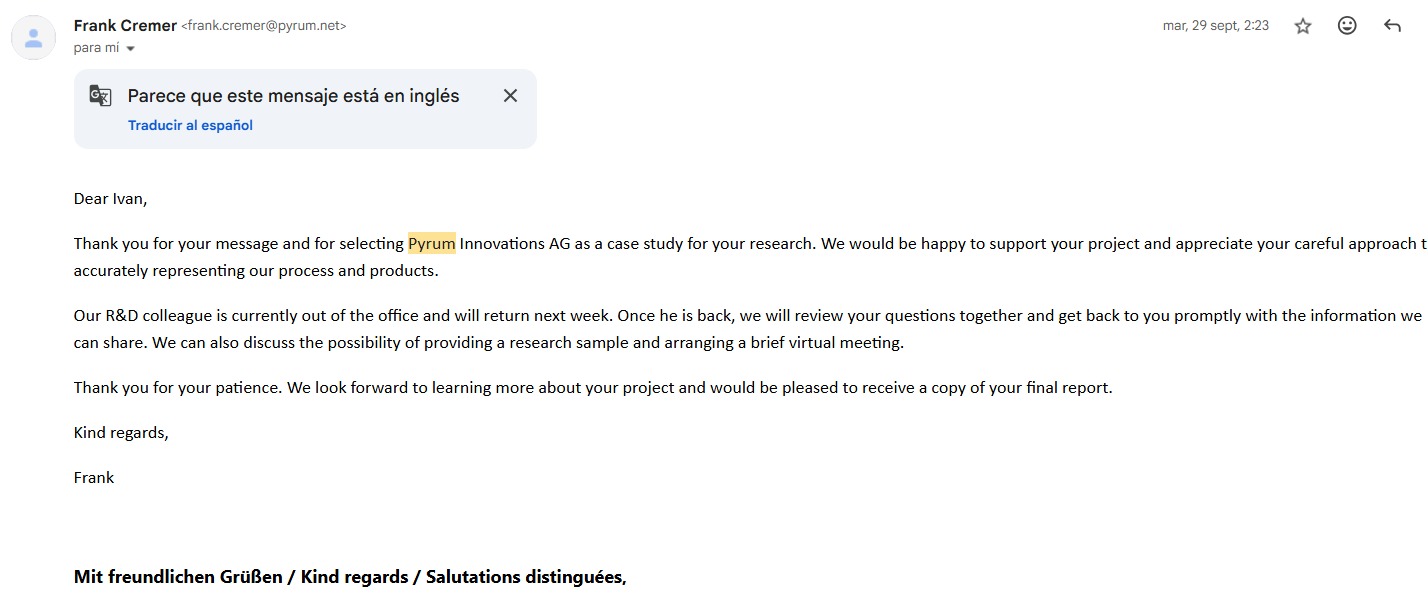 Frank Cremer <frank.cremer@pyrum.net>
mar, 29 sept, 2:23
para mí
Parece que este mensaje está en inglés
Traducir al español
Dear Ivan,
Thank you for your message and for selecting Pyrum Innovations AG as a case study for your research. We would be happy to support your project and appreciate your careful approach t
accurately representing our process and products.
Our R&D colleague is currently out of the office and will return next week. Once he is back, we will review your questions together and get back to you promptly with the information we
can share. We can also discuss the possibility of providing a research sample and arranging a brief virtual meeting.
Thank you for your patience. We look forward to learning more about your project and would be pleased to receive a copy of your final report.
Kind regards,
Frank
Mit freundlichen Grüßen / Kind regards / Salutations distinguées,